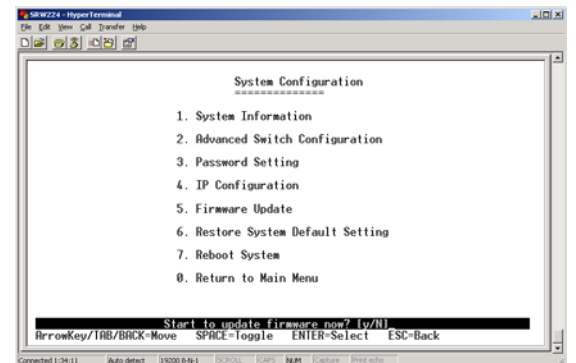 SRW224 - HyperTerminal
File Edit View Call Transfer Help
System Configuration
==============
1. System Information
2. Advanced Switch Configuration
3. Password Setting
4. IP Configuration
5. Firmware Update
6. Restore System Default Setting
7. Reboot System
0. Return to Main Menu
Start to update firmware now? [y/N]
ArrowKey/TAB/BACK=Move SPACE=Toggle ENTER=Select ESC=Back
Connected 1:34:11 Auto detect 19200 8-N-1 SCROLL CAPS NUM Capture Print echo